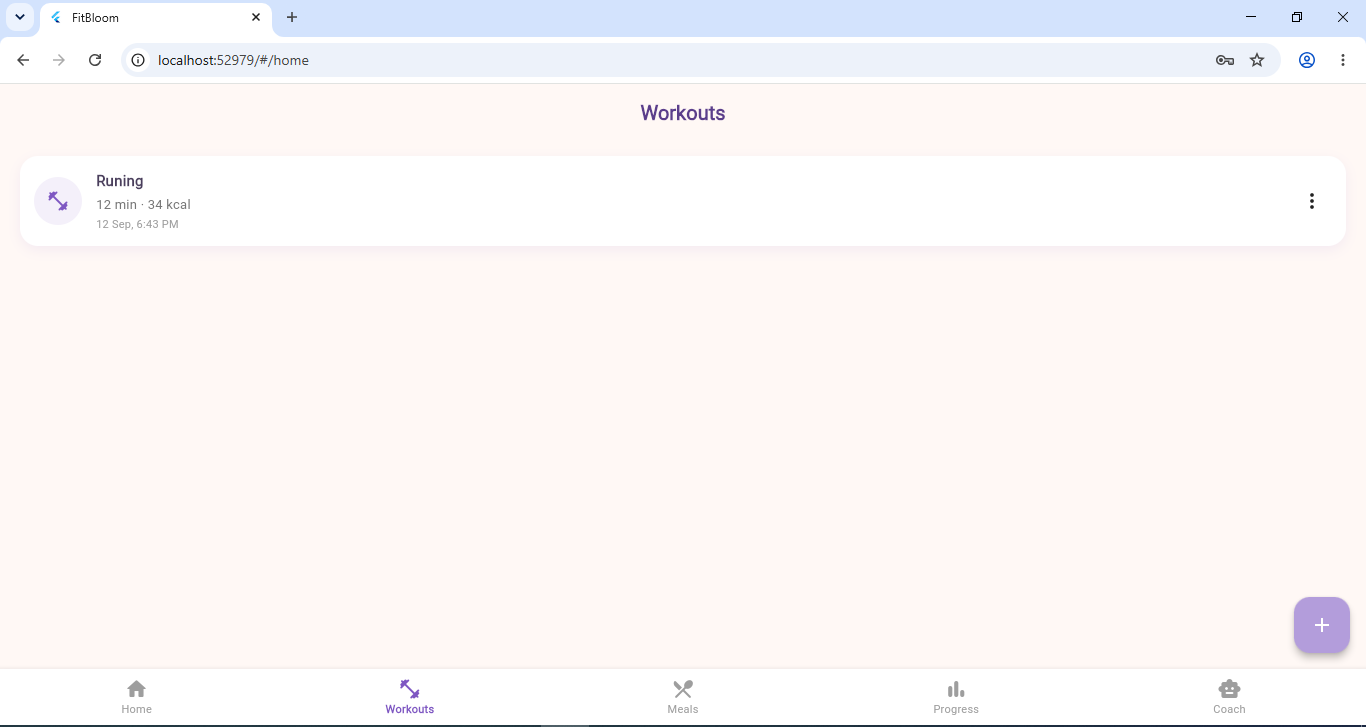 FitBloom
localhost:52979/#/home
Workouts
Runing
12 min · 34 kcal
12 Sep, 6:43 PM
Home
Workouts
Meals
Progress
Coach